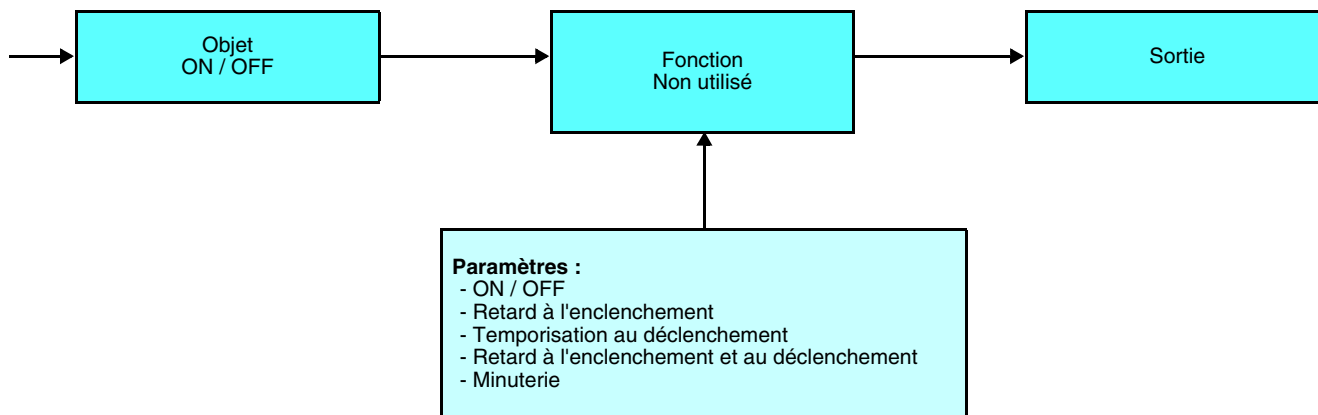 Objet
ON / OFF
Fonction
Non utilisé
Sortie
Paramètres :
- ON / OFF
- Retard à l'enclenchement
- Temporisation au déclenchement
- Retard à l'enclenchement et au déclenchement
- Minuterie